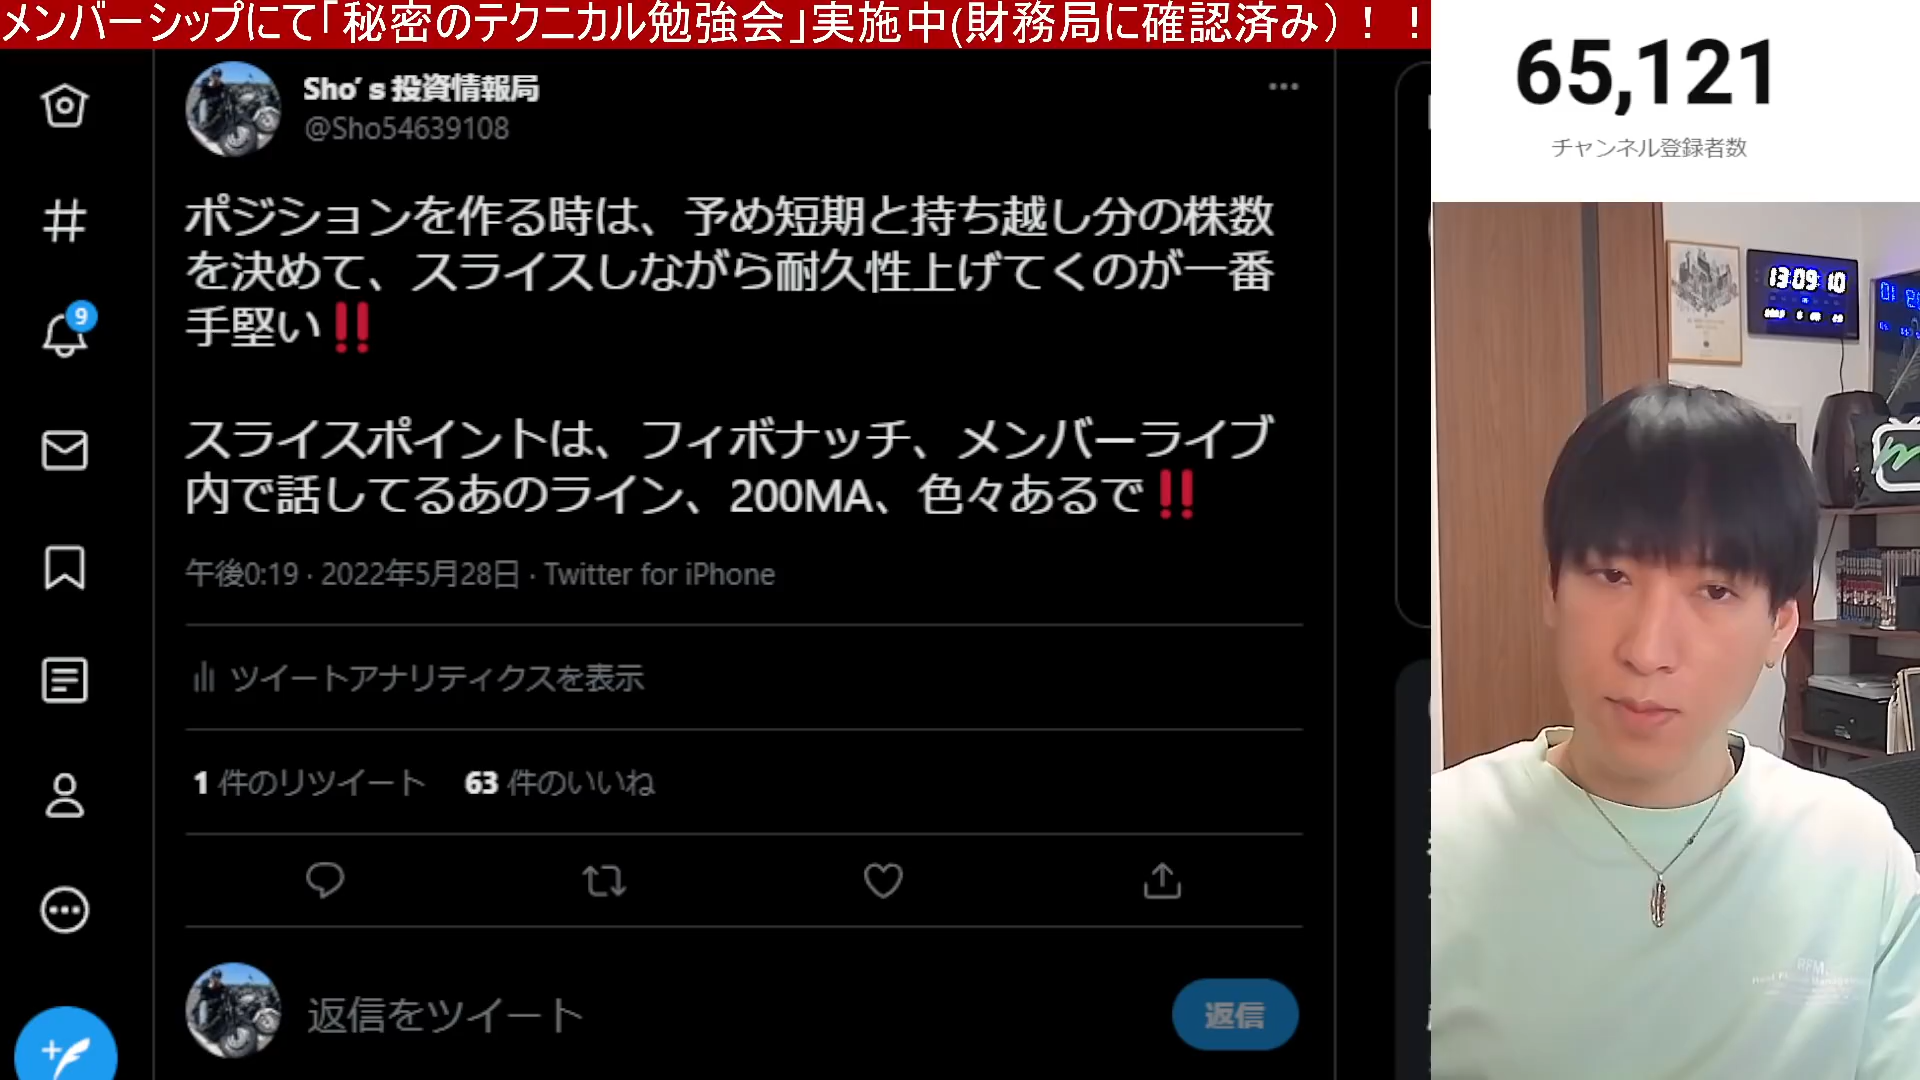 メンバーシップにて「秘密のテクニカル勉強会」実施中(財務局に確認済み）！！
65,121
チャンネル登録者数
Sho’s 投資情報局
@Sho54639108
ポジションを作る時は、予め短期と持ち越し分の株数
を決めて、スライスしながら耐久性上げてくのが一番
手堅い‼️
スライスポイントは、フィボナッチ、メンバーライブ
内で話してるあのライン、200MA、色々あるで‼️
午後0:19 · 2022年5月28日 · Twitter for iPhone
ツイートアナリティクスを表示
1 件のリツイート 63 件のいいね
返信をツイート
返信
9
13:09 10
RFM